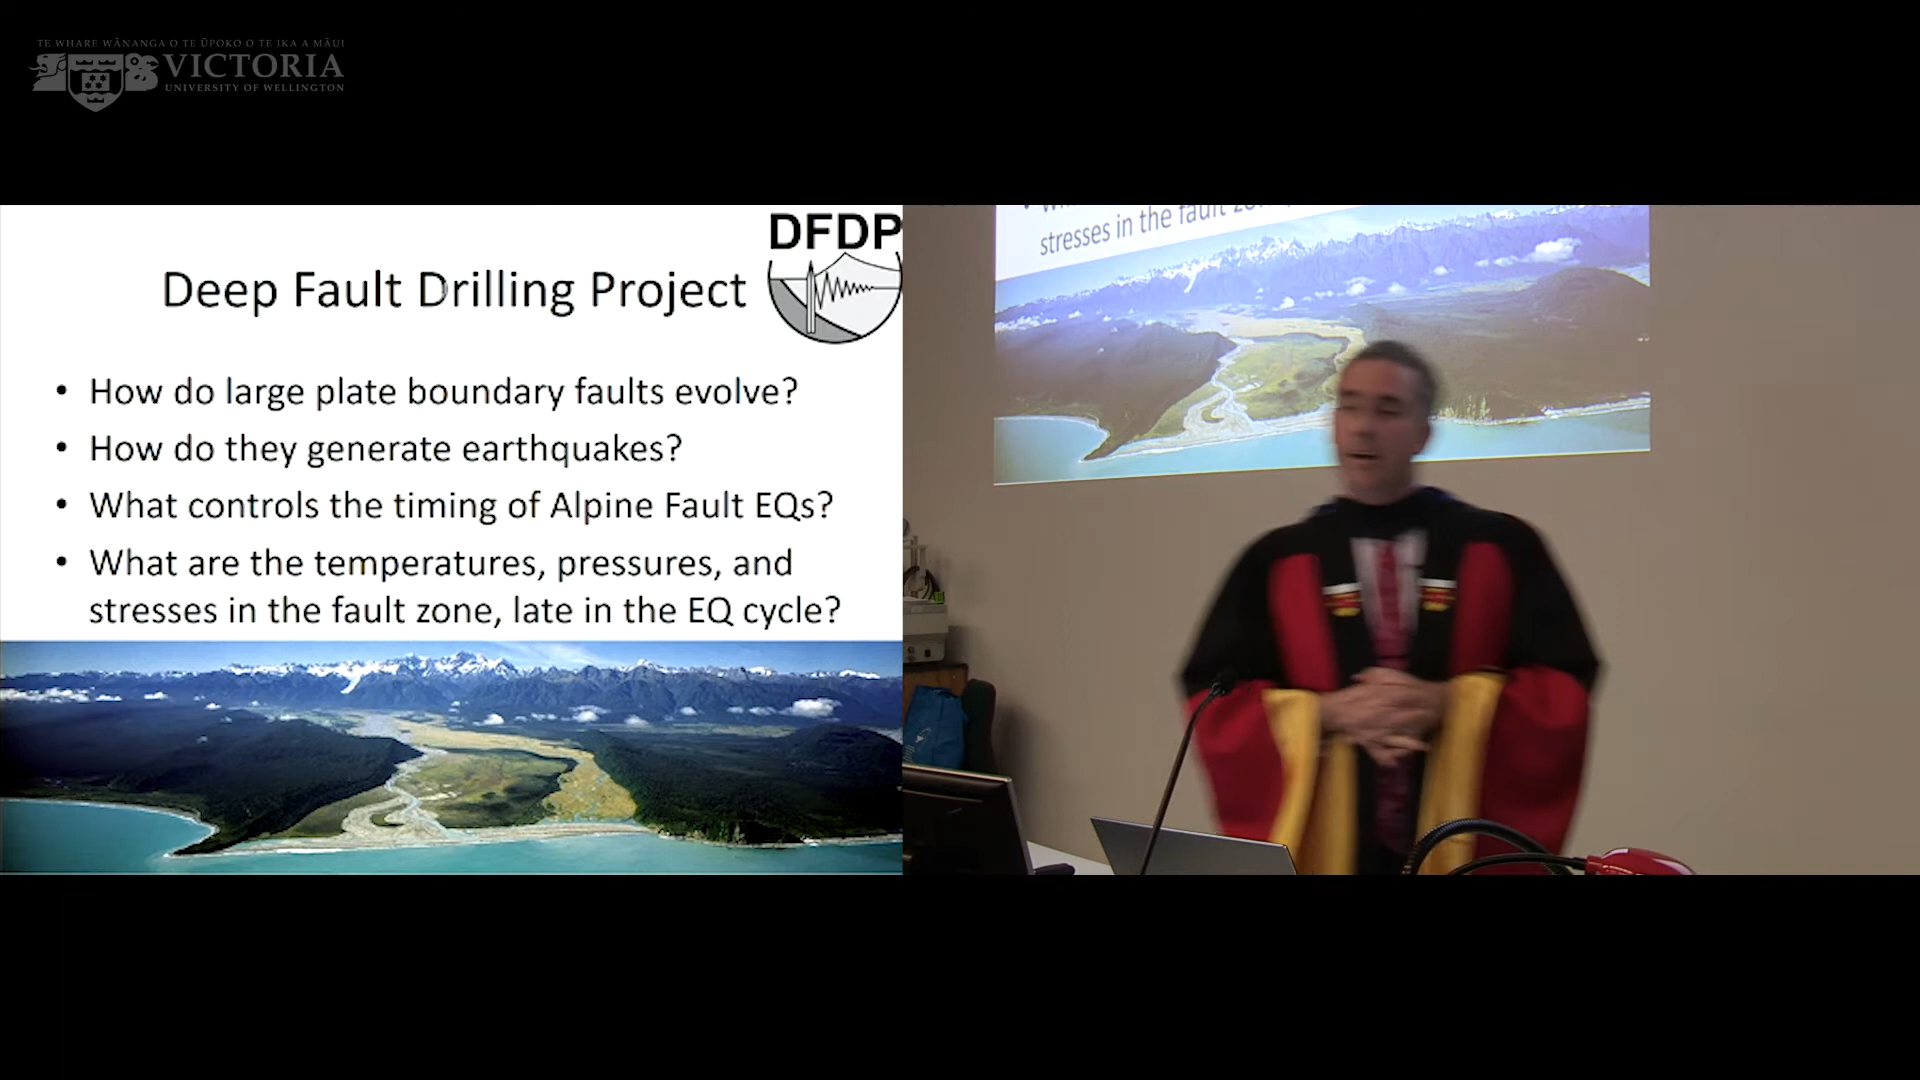 TE WHARE WĀNANGA O TE ŪPOKO O TE IKA A MĀUI
VICTORIA
UNIVERSITY OF WELLINGTON
DFDP
Deep Fault Drilling Project
• How do large plate boundary faults evolve?
• How do they generate earthquakes?
• What controls the timing of Alpine Fault EQs?
• What are the temperatures, pressures, and
stresses in the fault zone, late in the EQ cycle?
stresses in the fault